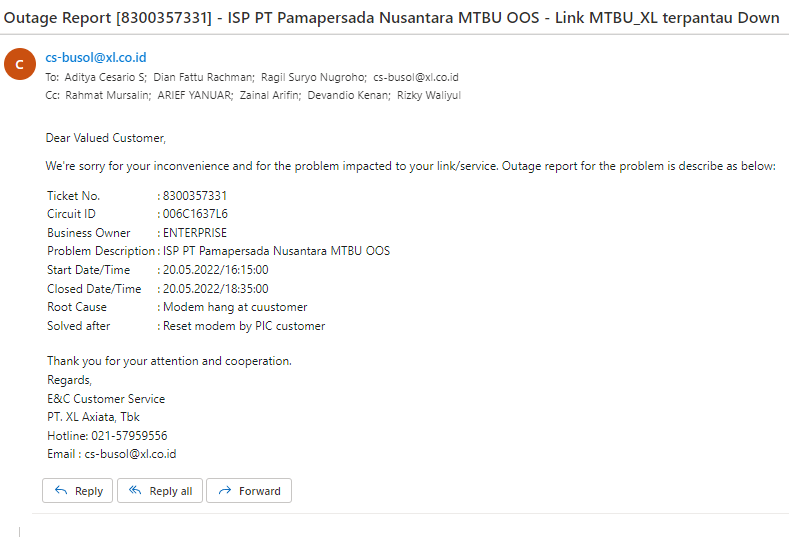 Outage Report [8300357331] - ISP PT Pamapersada Nusantara MTBU OOS - Link MTBU_XL terpantau Down
C
cs-busol@xl.co.id
To: Aditya Cesario S; Dian Fattu Rachman; Ragil Suryo Nugroho; cs-busol@xl.co.id
Cc: Rahmat Mursalin; ARIEF YANUAR; Zainal Arifin; Devandio Kenan; Rizky Waliyul
Dear Valued Customer,
We're sorry for your inconvenience and for the problem impacted to your link/service. Outage report for the problem is describe as below:
Ticket No. : 8300357331
Circuit ID : 006C1637L6
Business Owner : ENTERPRISE
Problem Description : ISP PT Pamapersada Nusantara MTBU OOS
Start Date/Time : 20.05.2022/16:15:00
Closed Date/Time : 20.05.2022/18:35:00
Root Cause : Modem hang at cuustomer
Solved after : Reset modem by PIC customer
Thank you for your attention and cooperation.
Regards,
E&C Customer Service
PT. XL Axiata, Tbk
Hotline: 021-57959556
Email : cs-busol@xl.co.id
Reply Reply all Forward